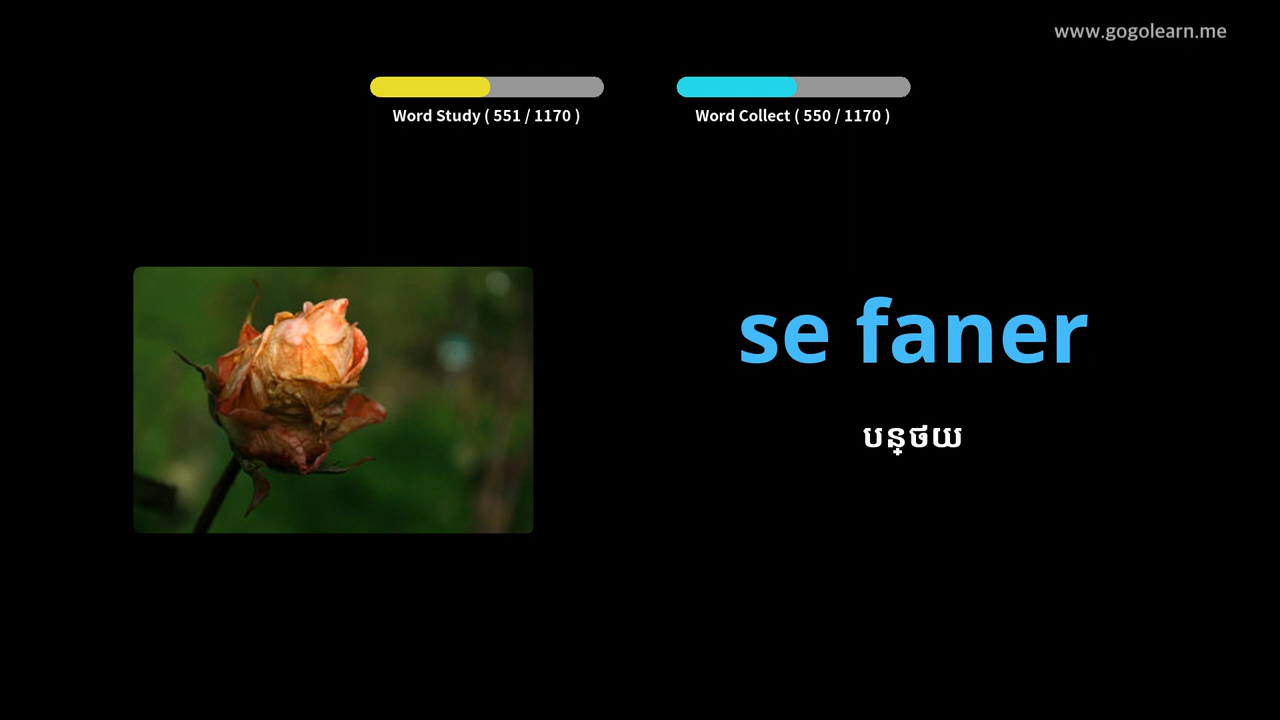 www.gogolearn.me
Word Study ( 551 / 1170 )
Word Collect ( 550 / 1170 )
se faner
បន្ថយ